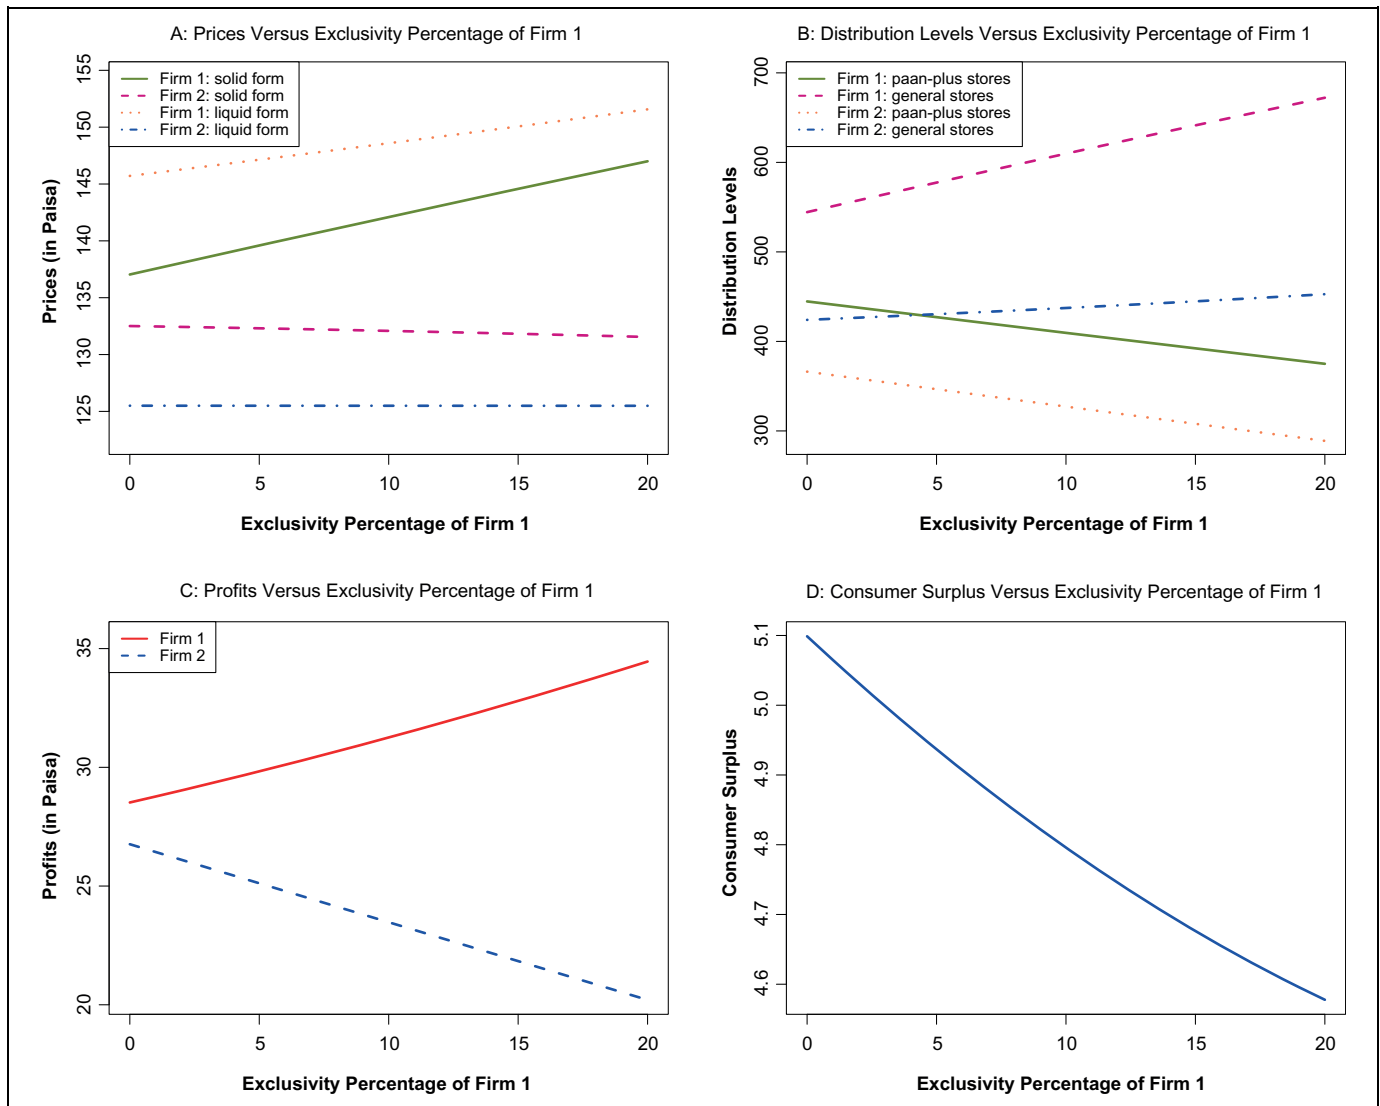 A: Prices Versus Exclusivity Percentage of Firm 1
Prices (in Paisa)
155
150
145
140
135
130
125
Firm 1: solid form
Firm 2: solid form
Firm 1: liquid form
Firm 2: liquid form
0 5 10 15 20
Exclusivity Percentage of Firm 1
B: Distribution Levels Versus Exclusivity Percentage of Firm 1
Distribution Levels
700
600
500
400
300
Firm 1: paan-plus stores
Firm 1: general stores
Firm 2: paan-plus stores
Firm 2: general stores
0 5 10 15 20
Exclusivity Percentage of Firm 1
C: Profits Versus Exclusivity Percentage of Firm 1
Profits (in Paisa)
35
30
25
20
Firm 1
Firm 2
0 5 10 15 20
Exclusivity Percentage of Firm 1
D: Consumer Surplus Versus Exclusivity Percentage of Firm 1
Consumer Surplus
5.1
5.0
4.9
4.8
4.7
4.6
0 5 10 15 20
Exclusivity Percentage of Firm 1